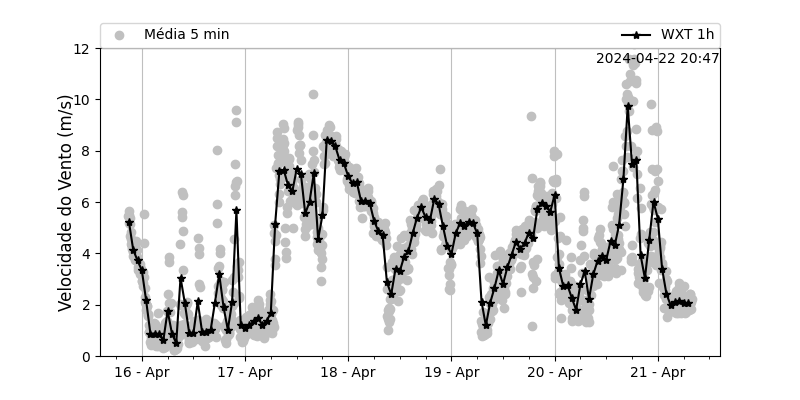 Média 5 min
WXT 1h
2024-04-22 20:47
Velocidade do Vento (m/s)
12
10
8
6
4
2
0
16 - Apr
17 - Apr
18 - Apr
19 - Apr
20 - Apr
21 - Apr